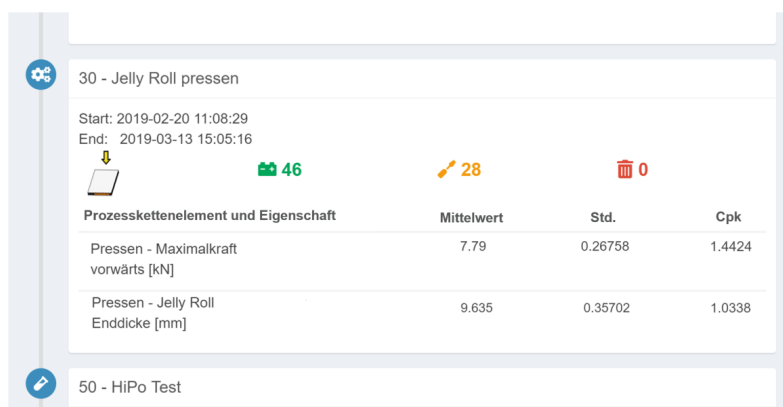 30 - Jelly Roll pressen
Start: 2019-02-20 11:08:29
End: 2019-03-13 15:05:16
46 28 0
Prozesskettenelement und Eigenschaft Mittelwert Std. Cpk
Pressen - Maximalkraft 7.79 0.26758 1.4424
vorwärts [kN]
Pressen - Jelly Roll 9.635 0.35702 1.0338
Enddicke [mm]
50 - HiPo Test